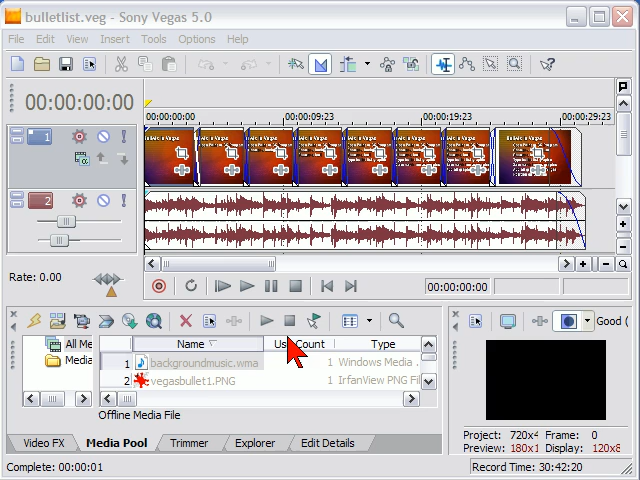 bulletlist.veg - Sony Vegas 5.0
File Edit View Insert Tools Options Help
00:00:00:00
00:00:00:00 00:00:09:23 00:00:19:23 00:00:29:23
1
2
Rate: 0.00
00:00:00:00
All Me
Media
Name Us Count Type
1 backgroundmusic.wma 1 Windows Media .
2 vegasbullet1.PNG 1 IrfanView PNG Fil
Offline Media File
Video FX Media Pool Trimmer Explorer Edit Details
Good (
Project: 720x4 Frame: 0
Preview: 180x1 Display: 120x8
Complete: 00:00:01
Record Time: 30:42:20